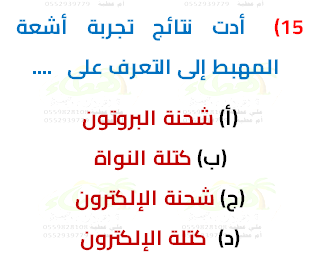 15) أدت نتائج تجربة أشعة
المهبط إلى التعرف على ....
(أ) شحنة البروتون
(ب) كتلة النواة
(ج) شحنة الإلكترون
(د) كتلة الإلكترون